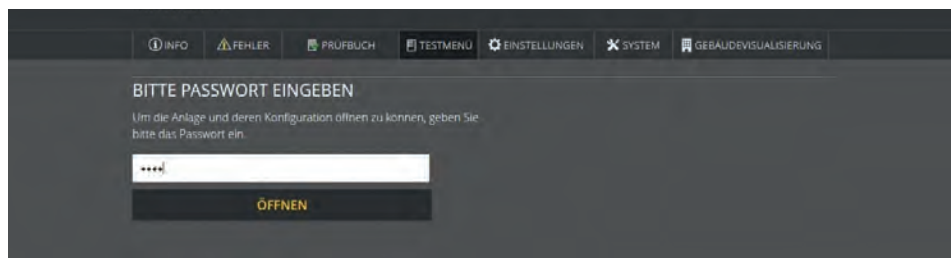 INFO FEHLER PRÜFBUCH TESTMENÜ EINSTELLUNGEN SYSTEM GEBÄUDEVISUALISIERUNG
BITTE PASSWORT EINGEBEN
Um die Anlage und deren Konfiguration öffnen zu können, geben Sie
bitte das Passwort ein.
••••
ÖFFNEN